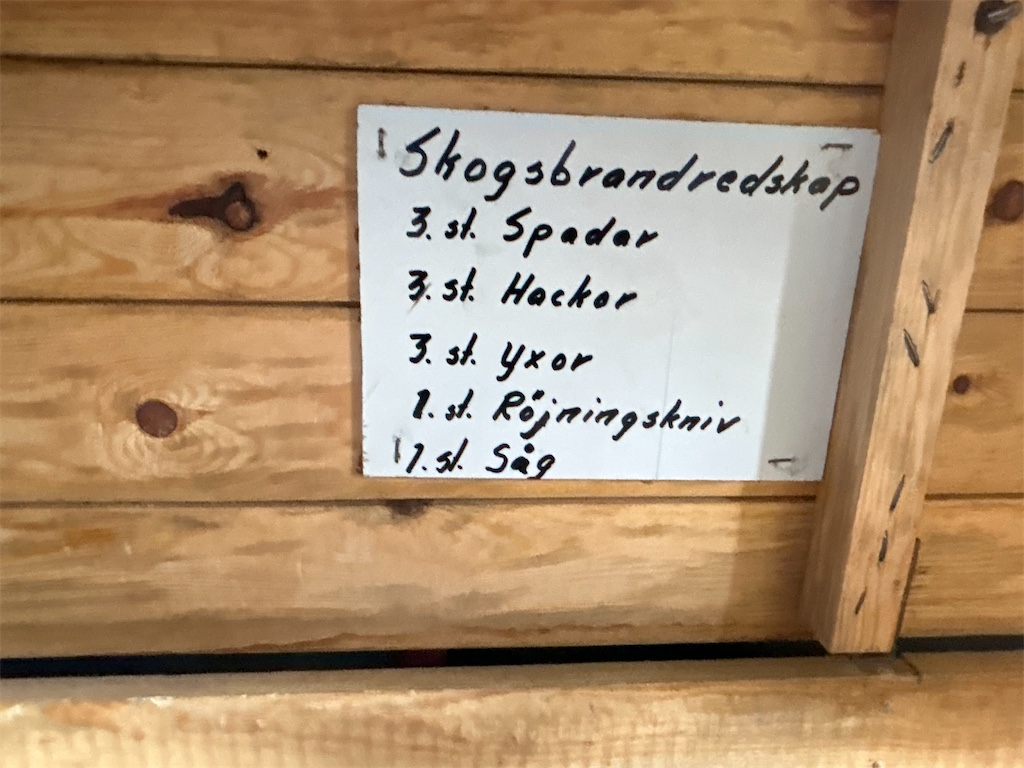 Skogsbrandredskap
3. st. Spadar
3. st. Hackor
3. st. Yxor
1. st. Röjningskniv
1. st. Såg